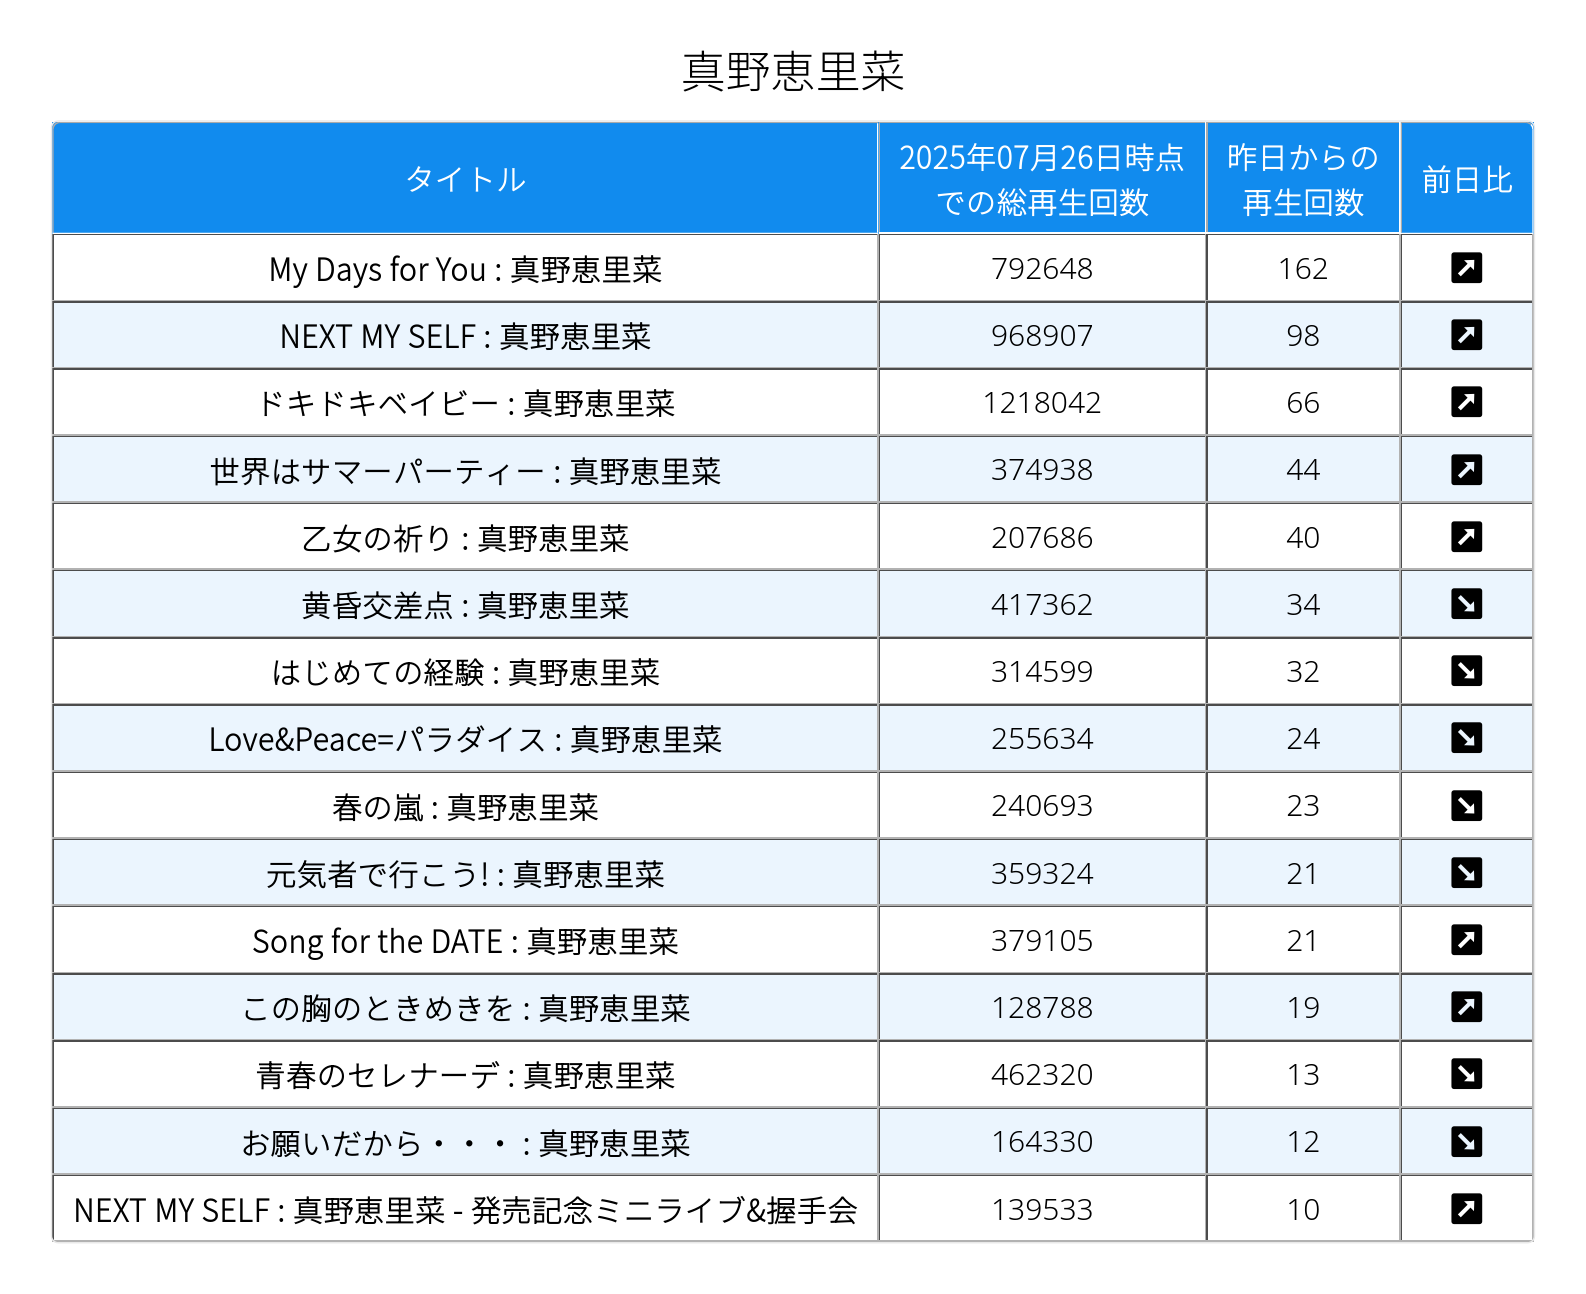 真野恵里菜
タイトル 2025年07月26日時点での総再生回数 昨日からの再生回数 前日比
My Days for You : 真野恵里菜 792648 162 ↗
NEXT MY SELF : 真野恵里菜 968907 98 ↗
ドキドキベイビー : 真野恵里菜 1218042 66 ↗
世界はサマーパーティー : 真野恵里菜 374938 44 ↗
乙女の祈り : 真野恵里菜 207686 40 ↗
黄昏交差点 : 真野恵里菜 417362 34 ↘
はじめての経験 : 真野恵里菜 314599 32 ↘
Love&Peace=パラダイス : 真野恵里菜 255634 24 ↘
春の嵐 : 真野恵里菜 240693 23 ↘
元気者で行こう! : 真野恵里菜 359324 21 ↘
Song for the DATE : 真野恵里菜 379105 21 ↗
この胸のときめきを : 真野恵里菜 128788 19 ↗
青春のセレナーデ : 真野恵里菜 462320 13 ↘
お願いだから・・・ : 真野恵里菜 164330 12 ↘
NEXT MY SELF : 真野恵里菜 - 発売記念ミニライブ&握手会 139533 10 ↗